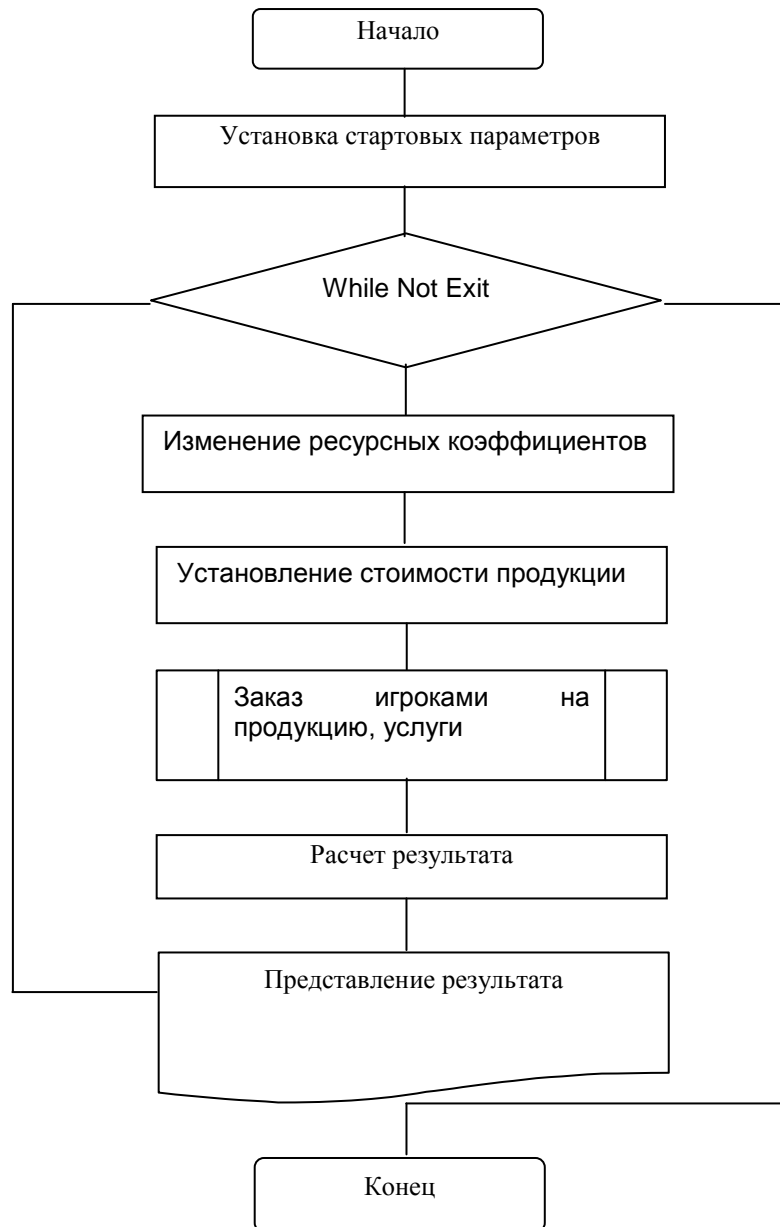 Начало
Установка стартовых параметров
While Not Exit
Изменение ресурсных коэффициентов
Установление стоимости продукции
Заказ игроками на
продукцию, услуги
Расчет результата
Представление результата
Конец